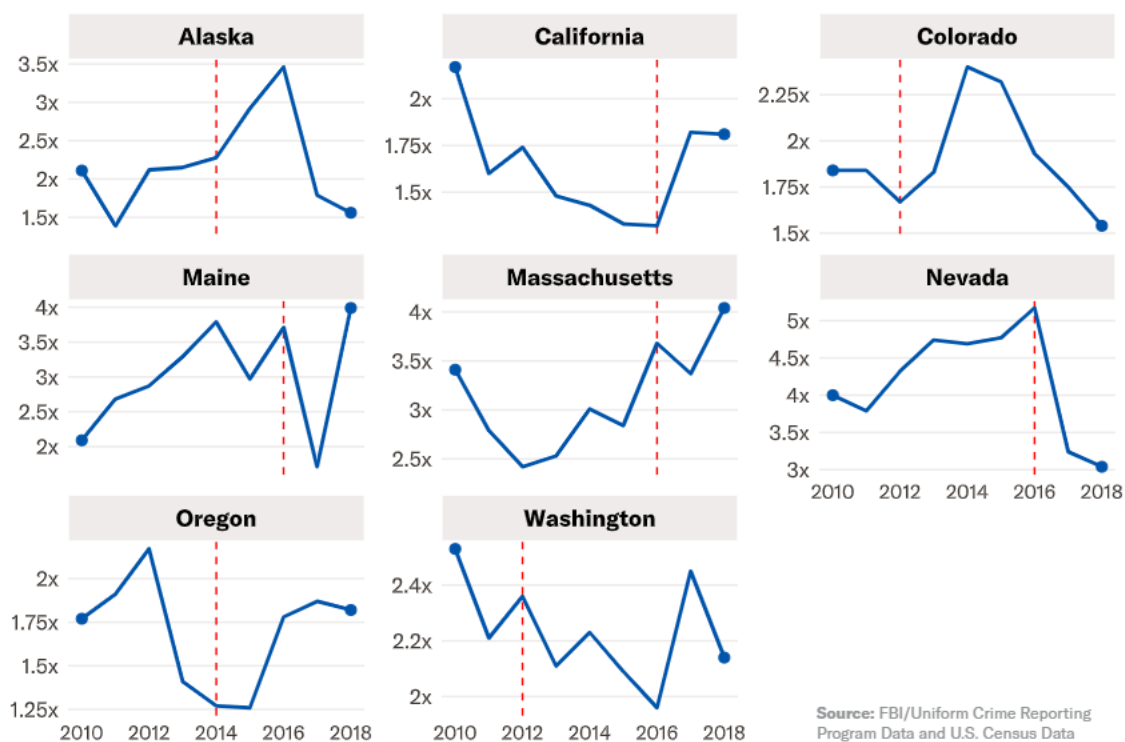 Alaska
3.5x
3x
2.5x
2x
1.5x
California
2x
1.75x
1.5x
Colorado
2.25x
2x
1.75x
1.5x
Maine
4x
3.5x
3x
2.5x
2x
Massachusetts
4x
3.5x
3x
2.5x
Nevada
5x
4.5x
4x
3.5x
3x
2010 2012 2014 2016 2018
Oregon
2x
1.75x
1.5x
1.25x
2010 2012 2014 2016 2018
Washington
2.4x
2.2x
2x
2010 2012 2014 2016 2018
Source: FBI/Uniform Crime Reporting
Program Data and U.S. Census Data